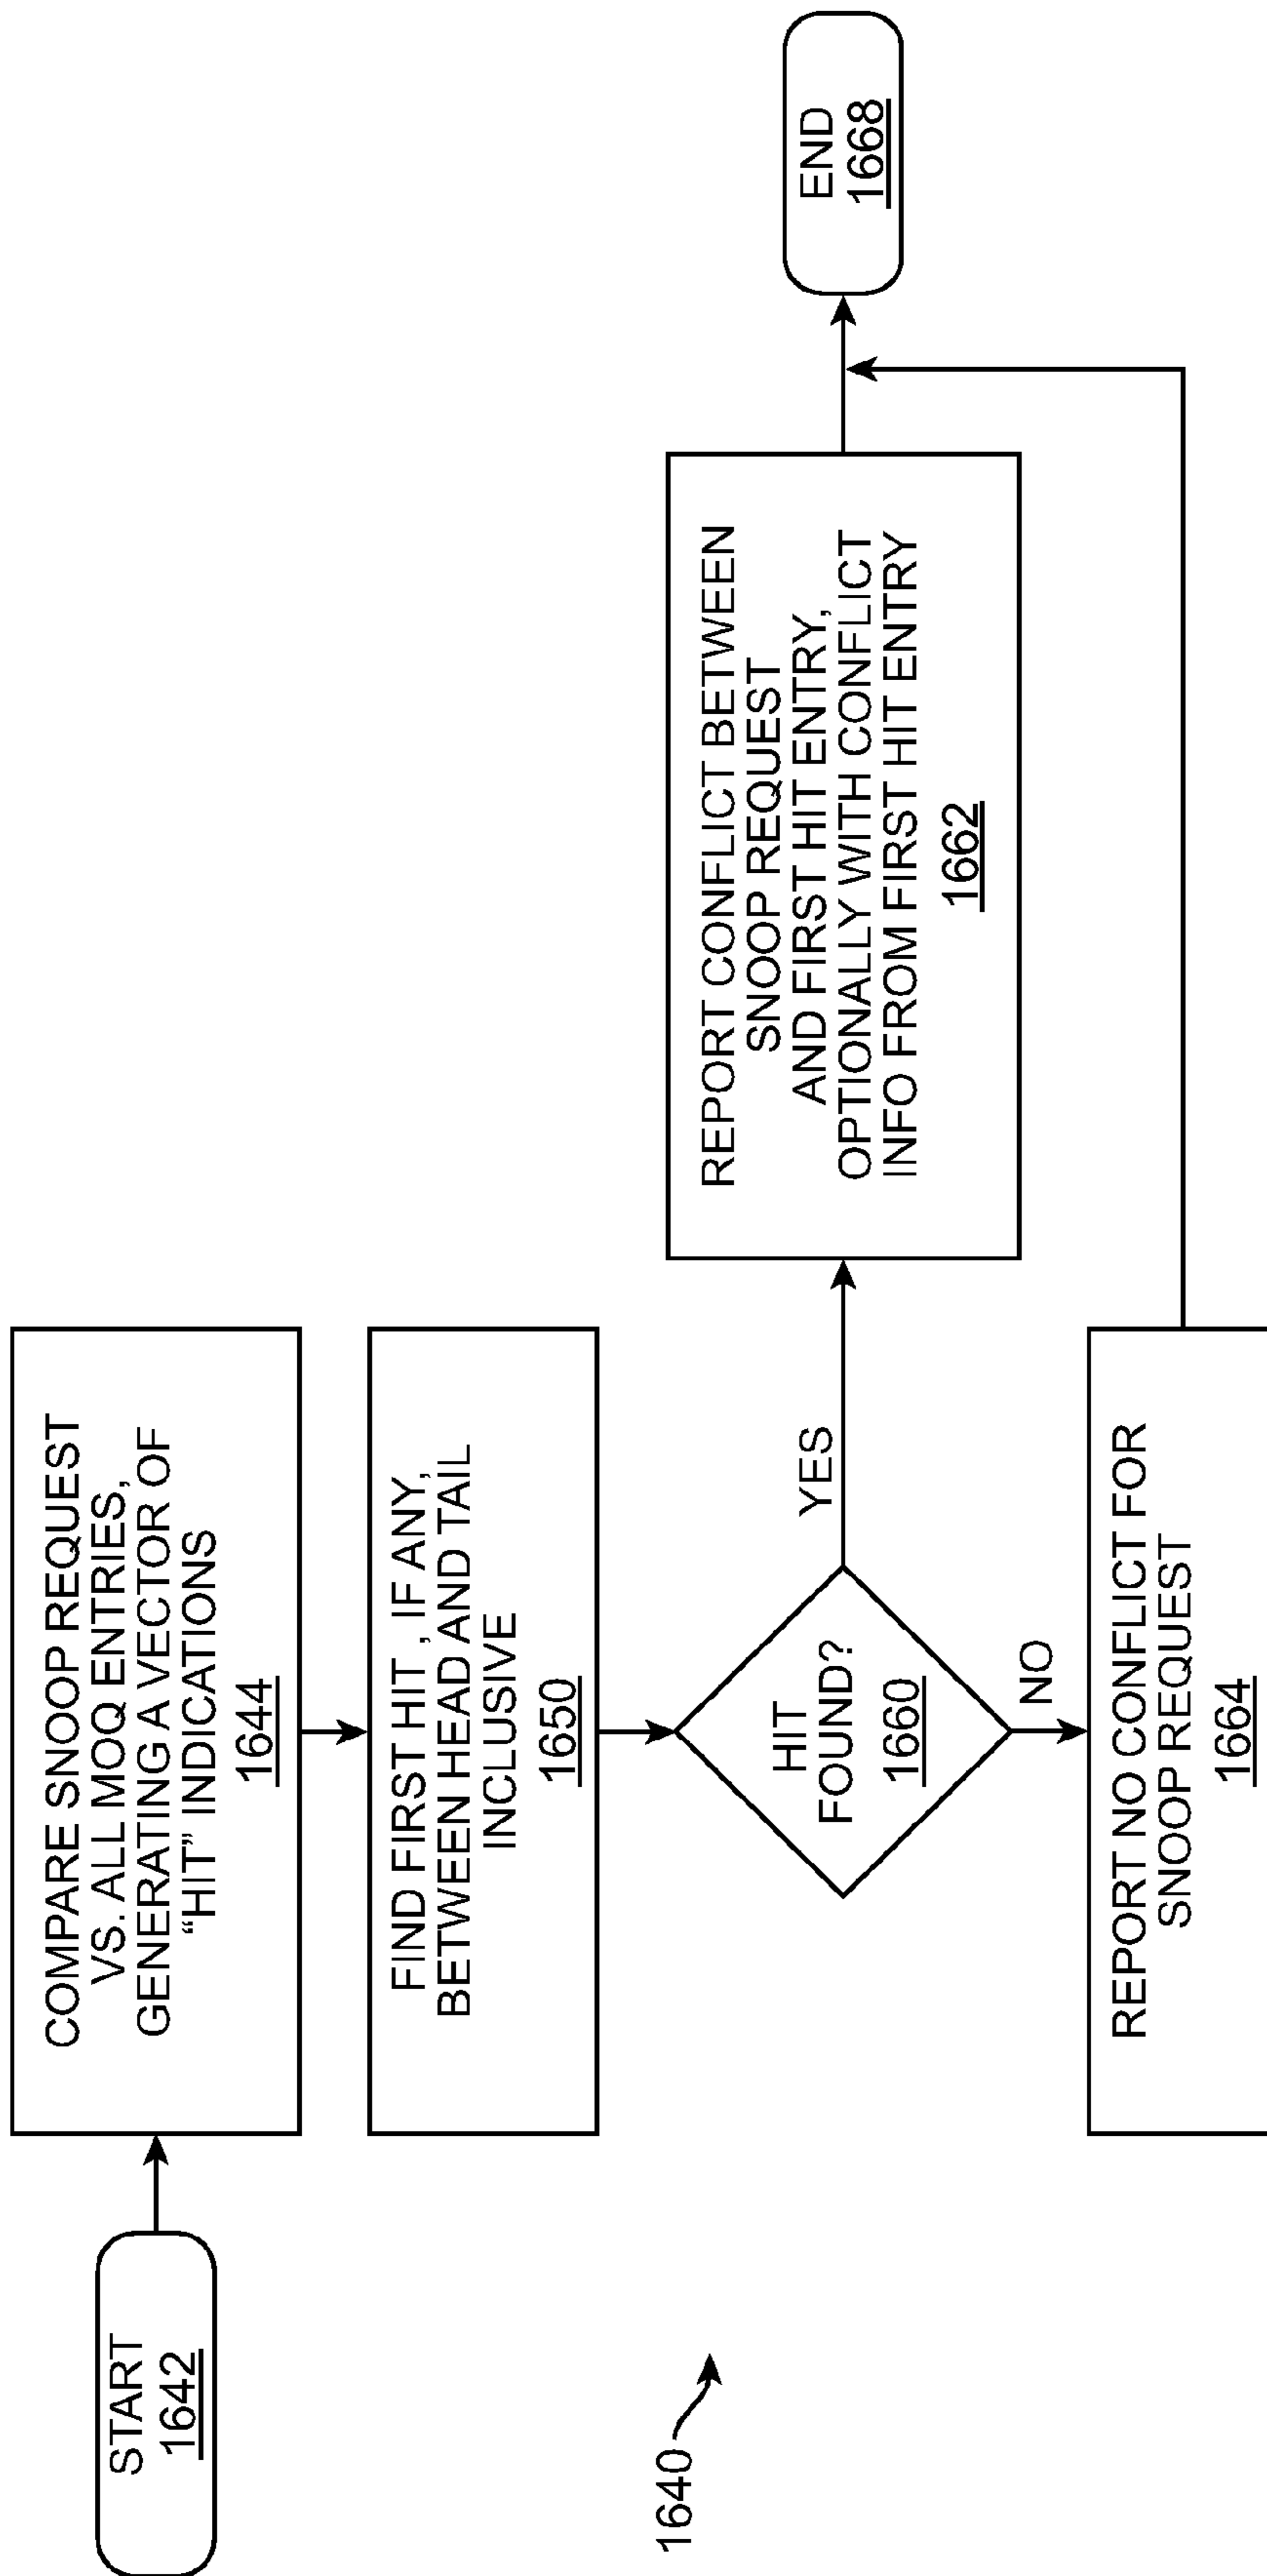 START
1642
COMPARE SNOOP REQUEST
VS. ALL MOQ ENTRIES,
GENERATING A VECTOR OF
“HIT” INDICATIONS
1644
FIND FIRST HIT , IF ANY,
BETWEEN HEAD AND TAIL
INCLUSIVE
1650
HIT
FOUND?
1660
YES
NO
REPORT CONFLICT BETWEEN
SNOOP REQUEST
AND FIRST HIT ENTRY,
OPTIONALLY WITH CONFLICT
INFO FROM FIRST HIT ENTRY
1662
REPORT NO CONFLICT FOR
SNOOP REQUEST
1664
END
1668
1640